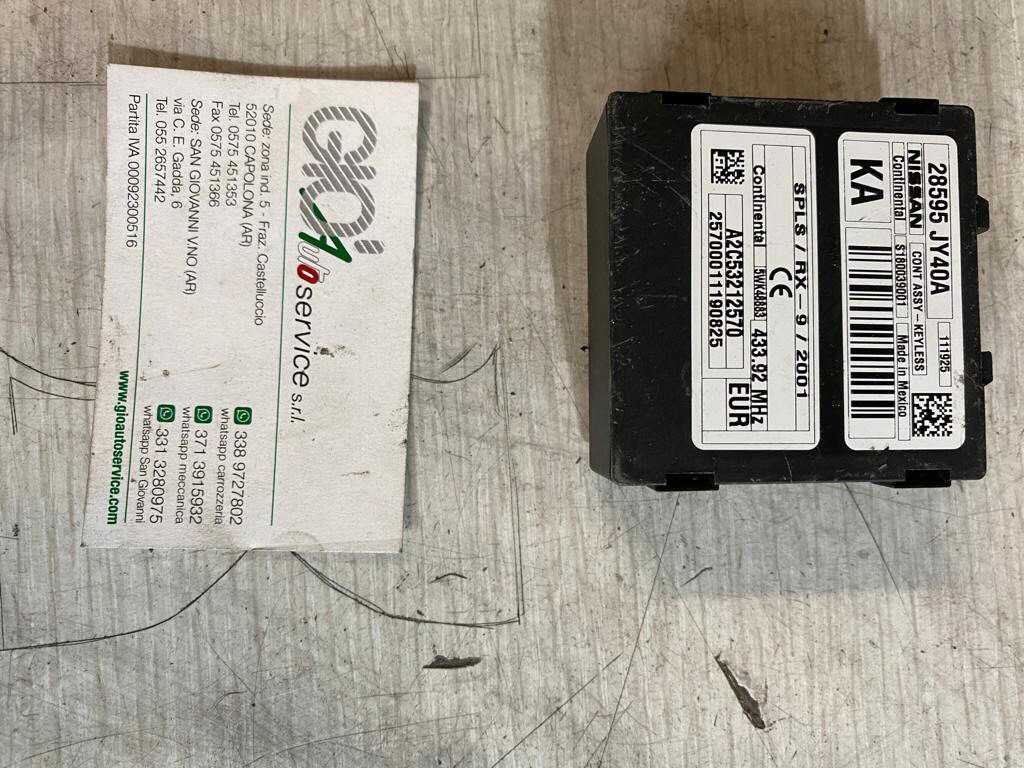 GIOi
Autoservice s.r.l.
Sede: zona ind. 5 - Fraz. Castelluccio
52010 CAPOLONA (AR)
Tel. 0575 451353
Fax 0575 451366
Sede: SAN GIOVANNI V.NO (AR)
via C. E. Gadda, 6
Tel. 055 2657442
Partita IVA 00092300516
338 9727802
whatsapp carrozzeria
371 3915932
whatsapp meccanica
331 3280975
whatsapp San Giovanni
www.gioautoservice.com
28595 JY40A 111925
NISSAN CONT ASSY-KEYLESS
Continental S180039001 Made in Mexico
KA
SPLS / RX - 9 / 2001
CE
Continental 5WK48883 433.92 MHz
A2C53212570 EUR
2570001190825